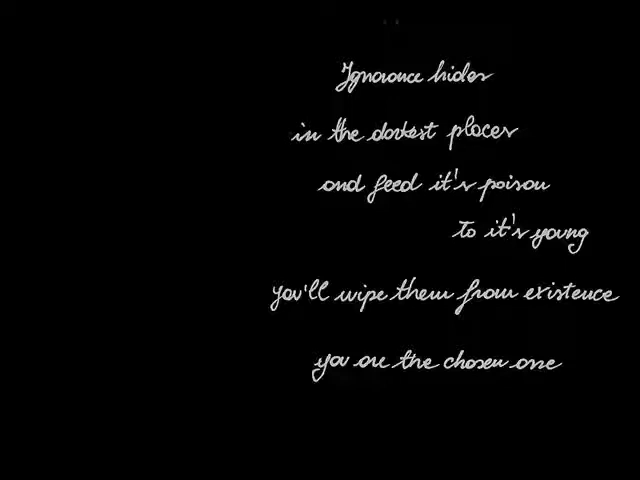 Ignorance hides
in the darkest places
and feed it's poison
to it's young
you'll wipe them from existence
you are the chosen one